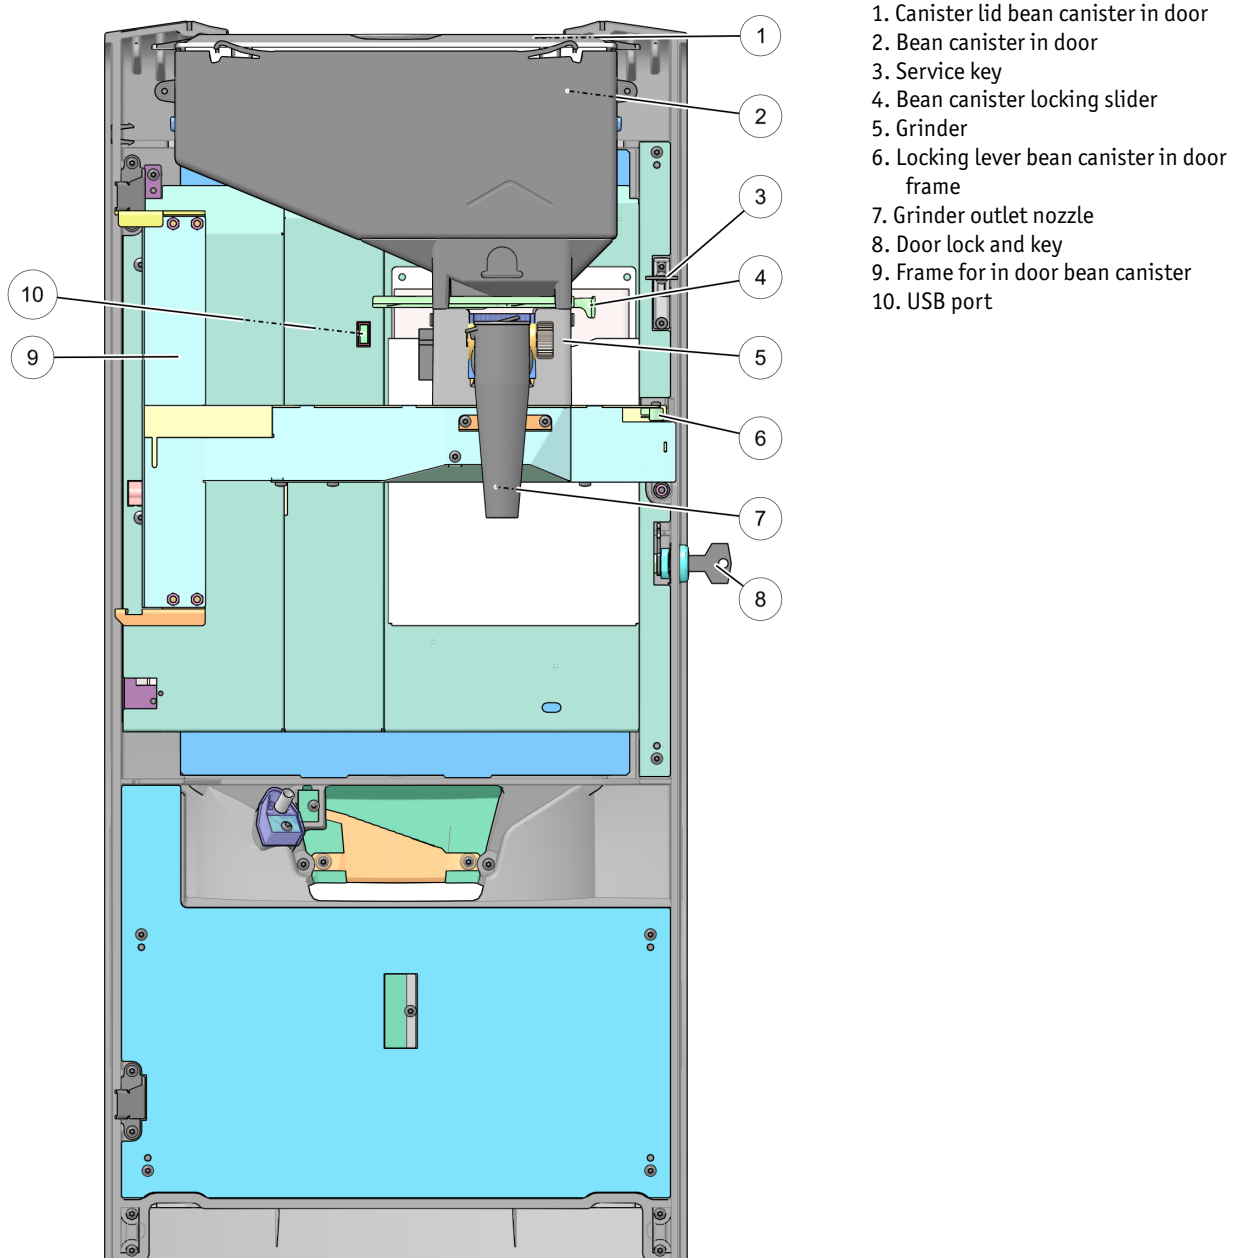 1. Canister lid bean canister in door
2. Bean canister in door
3. Service key
4. Bean canister locking slider
5. Grinder
6. Locking lever bean canister in door
frame
7. Grinder outlet nozzle
8. Door lock and key
9. Frame for in door bean canister
10. USB port
1
2
3
4
10
9
5
6
7
8